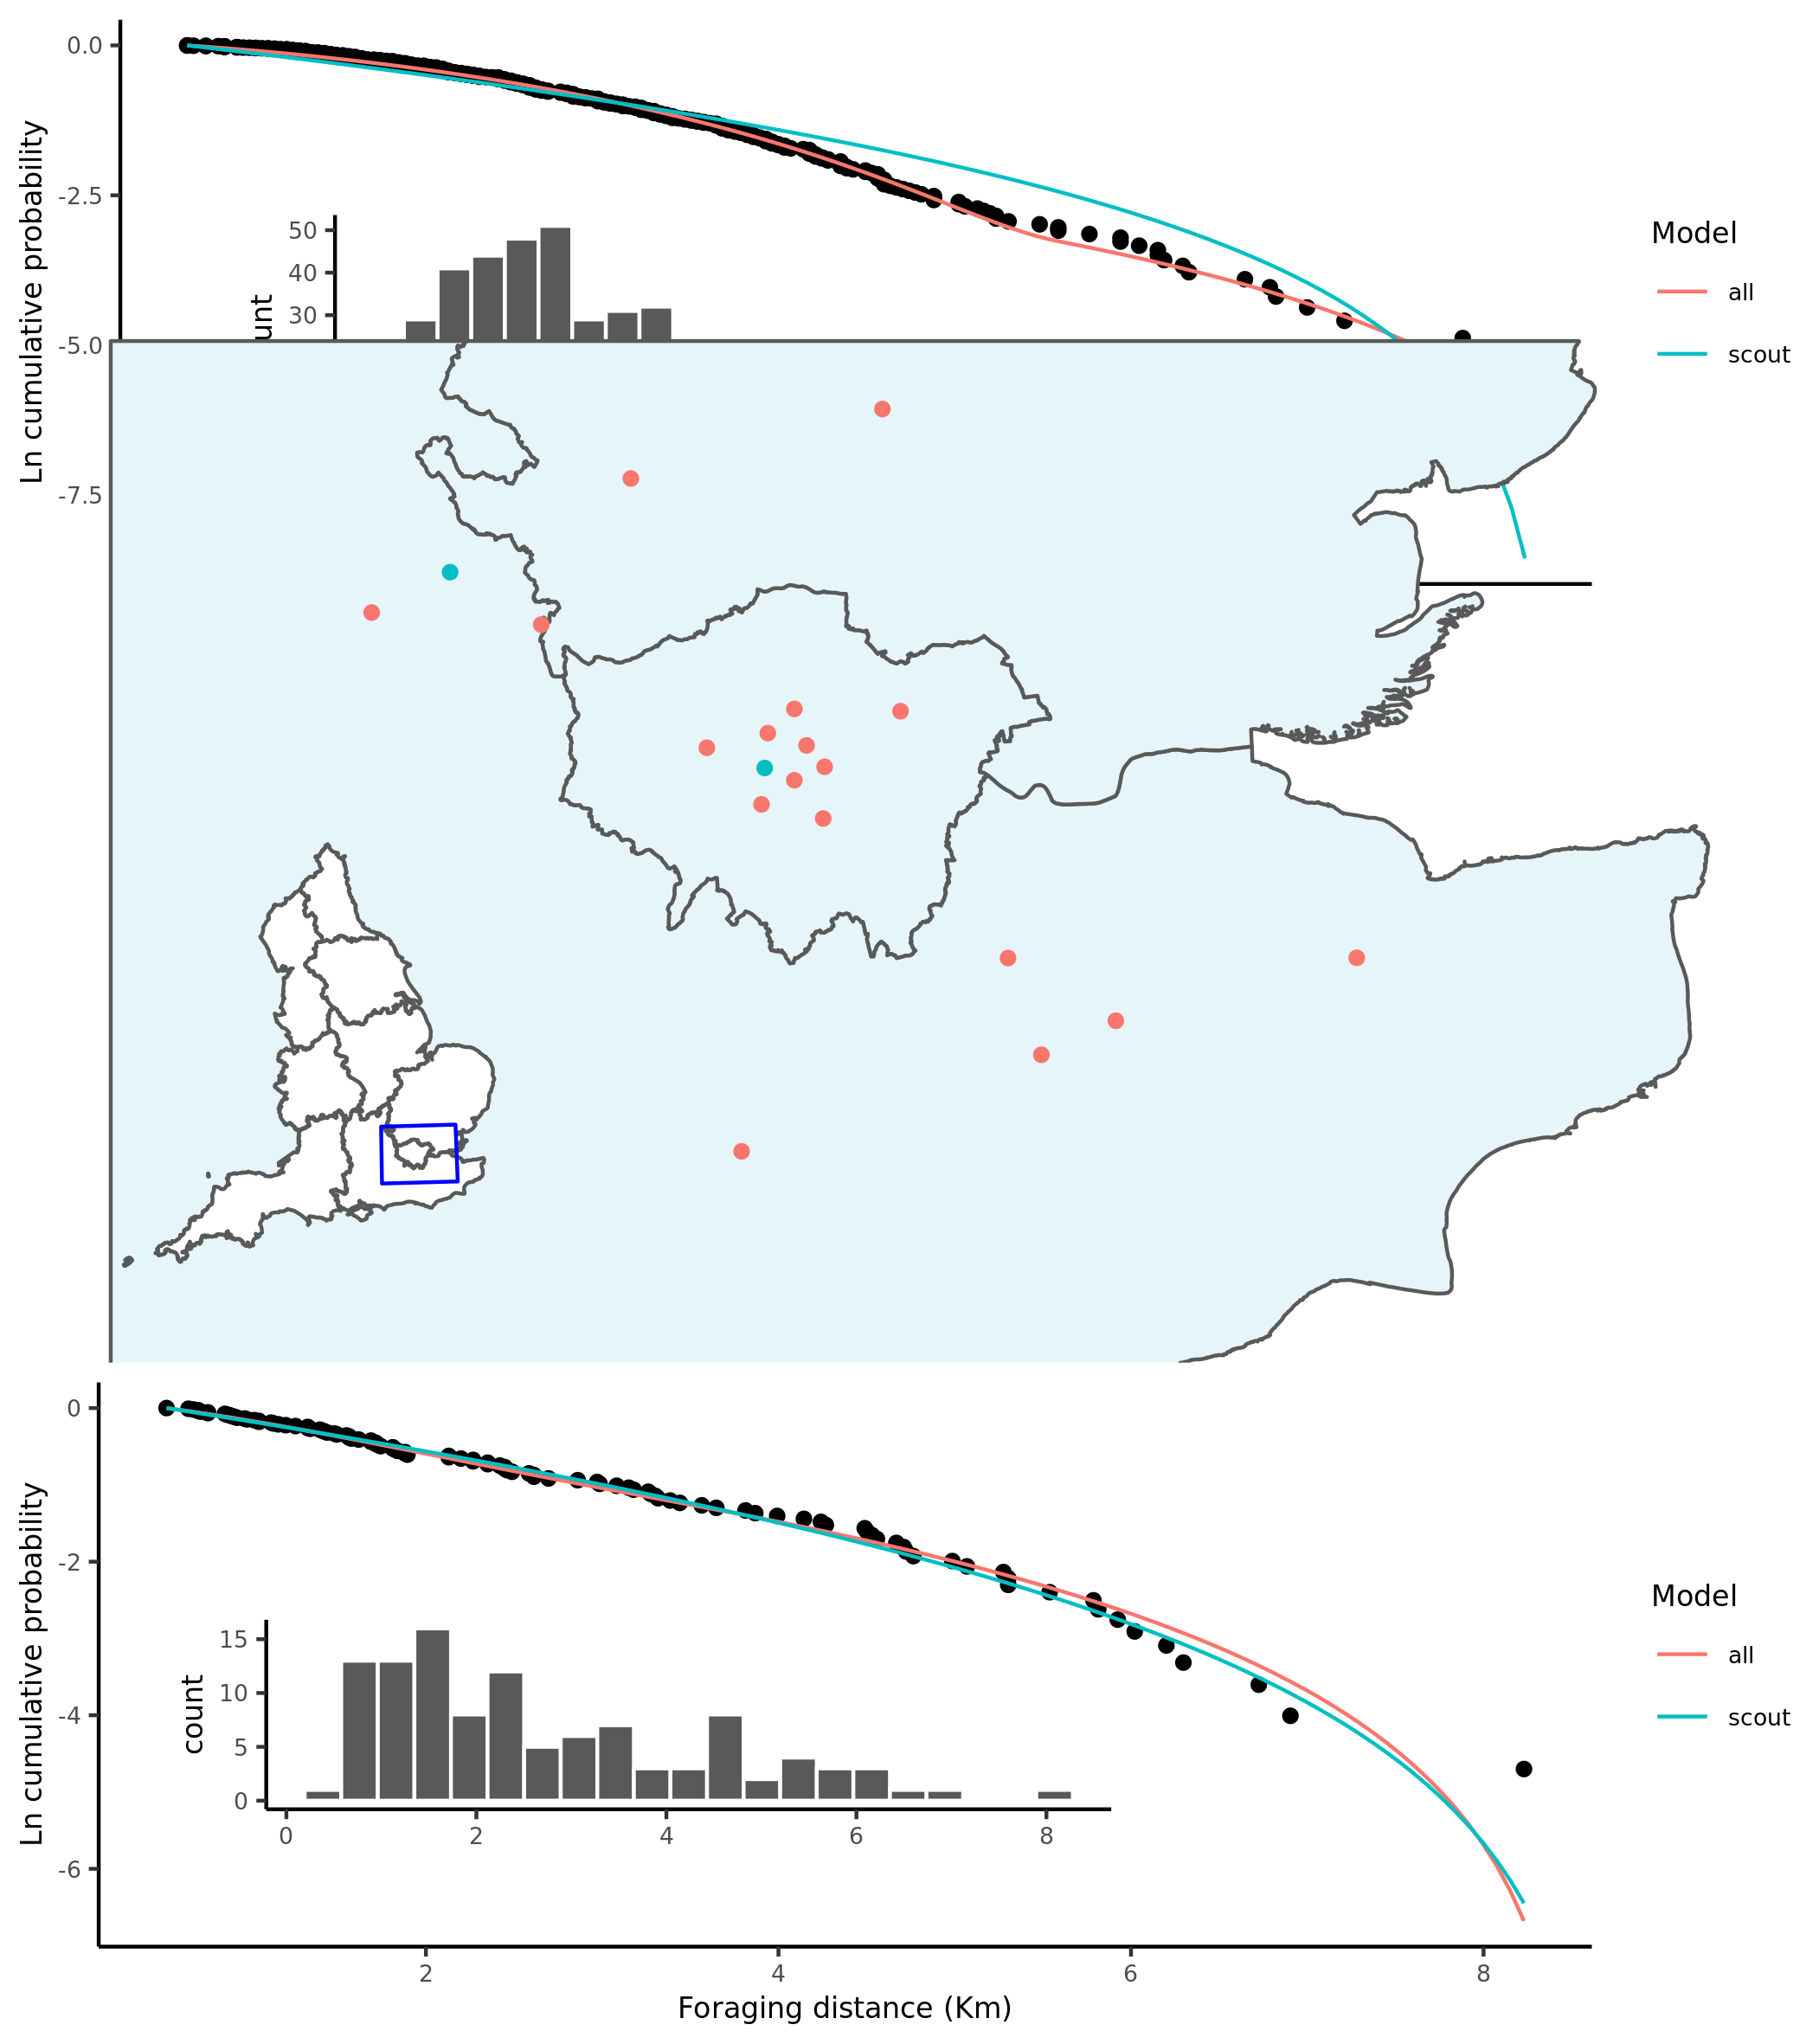 0.0
-2.5
-5.0
-7.5
Ln cumulative probability
50
40
30
unt
Model
all
scout
0
-2
-4
-6
Ln cumulative probability
15
10
5
0
count
0 2 4 6 8
Model
all
scout
2 4 6 8
Foraging distance (Km)